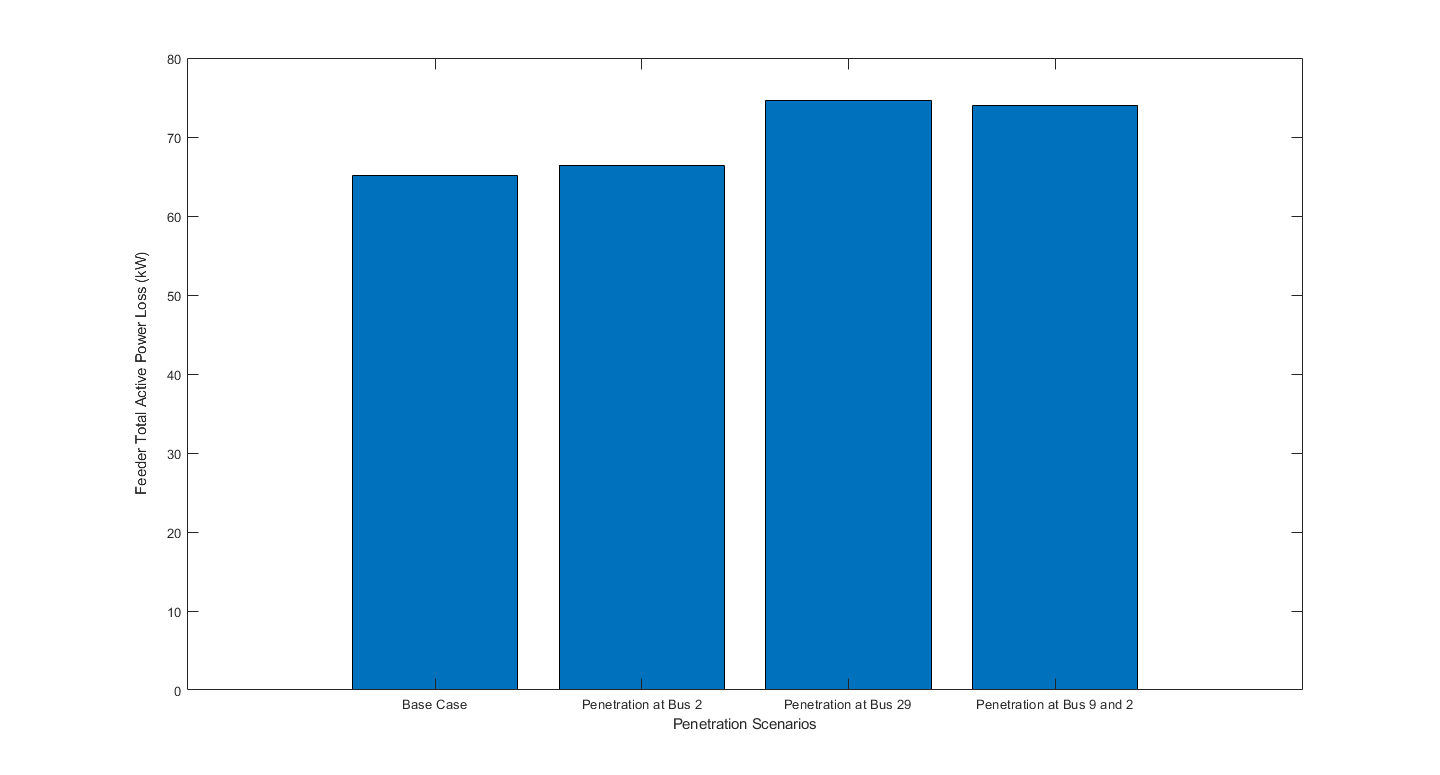 Feeder Total Active Power Loss (kW)
80
70
60
50
40
30
20
10
0
Base Case
Penetration at Bus 2
Penetration at Bus 29
Penetration at Bus 9 and 2
Penetration Scenarios